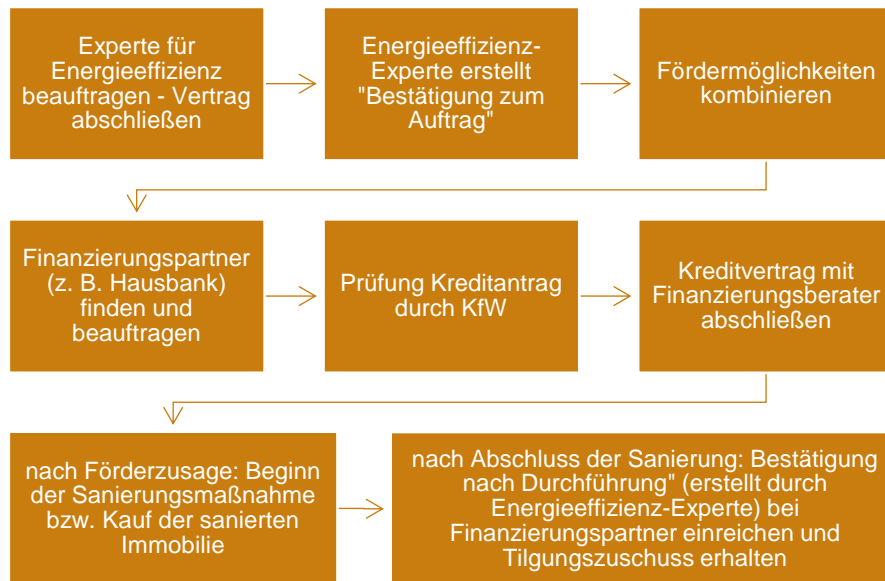 Experte für
Energieeffizienz
beauftragen - Vertrag
abschließen
Energieeffizienz-
Experte erstellt
"Bestätigung zum
Auftrag"
Fördermöglichkeiten
kombinieren
Finanzierungspartner
(z. B. Hausbank)
finden und
beauftragen
Prüfung Kreditantrag
durch KfW
Kreditvertrag mit
Finanzierungsberater
abschließen
nach Förderzusage: Beginn
der Sanierungsmaßnahme
bzw. Kauf der sanierten
Immobilie
nach Abschluss der Sanierung: Bestätigung
nach Durchführung" (erstellt durch
Energieeffizienz-Experte) bei
Finanzierungspartner einreichen und
Tilgungszuschuss erhalten